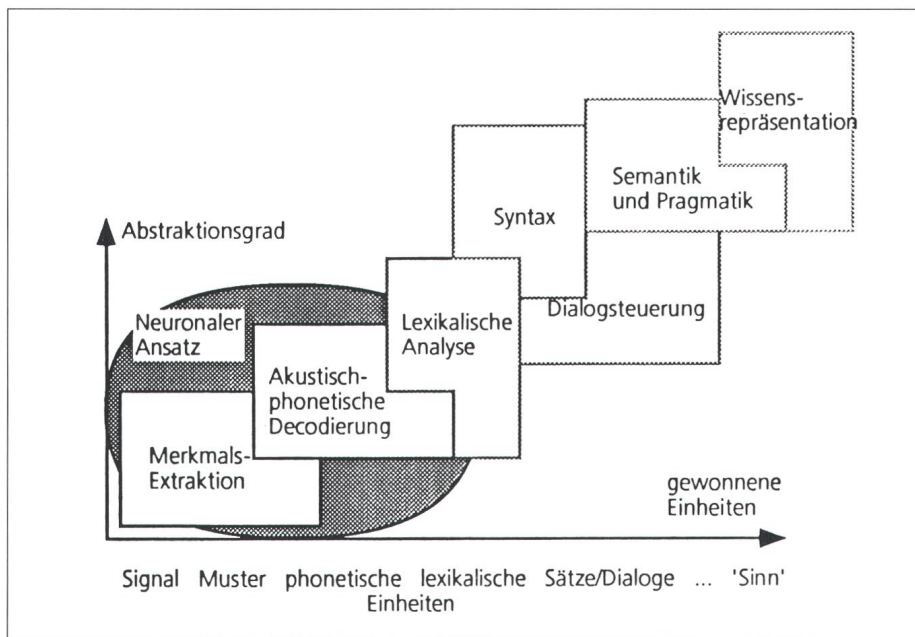 Wissens-
repräsentation
Semantik
und Pragmatik
Syntax
Abstraktionsgrad
Dialogsteuerung
Neuronaler
Ansatz
Lexikalische
Analyse
Akustisch-
phonetische
Decodierung
Merkmals-
Extraktion
gewonnene
Einheiten
Signal Muster phonetische lexikalische Sätze/Dialoge ... 'Sinn'
Einheiten